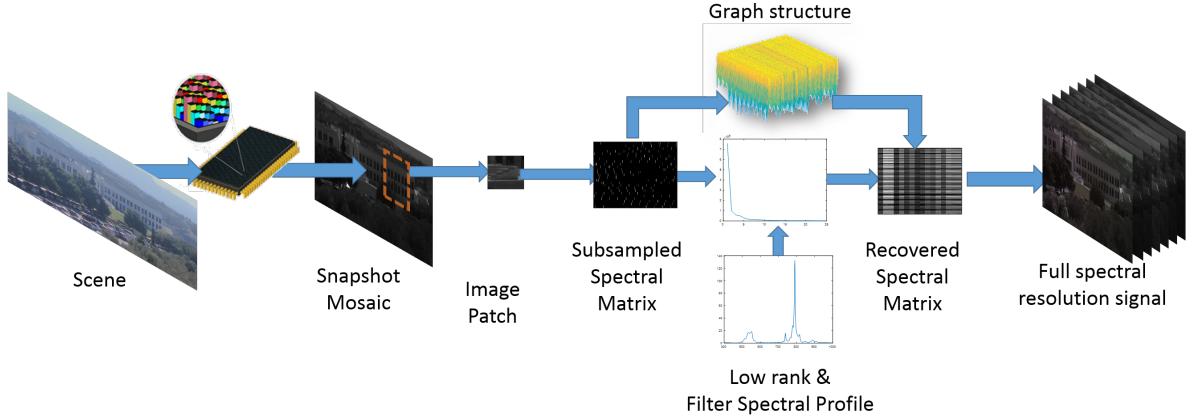 Graph structure
Scene
Snapshot
Mosaic
Image
Patch
Subsampled
Spectral
Matrix
Recovered
Spectral
Matrix
Full spectral
resolution signal
Low rank &
Filter Spectral Profile